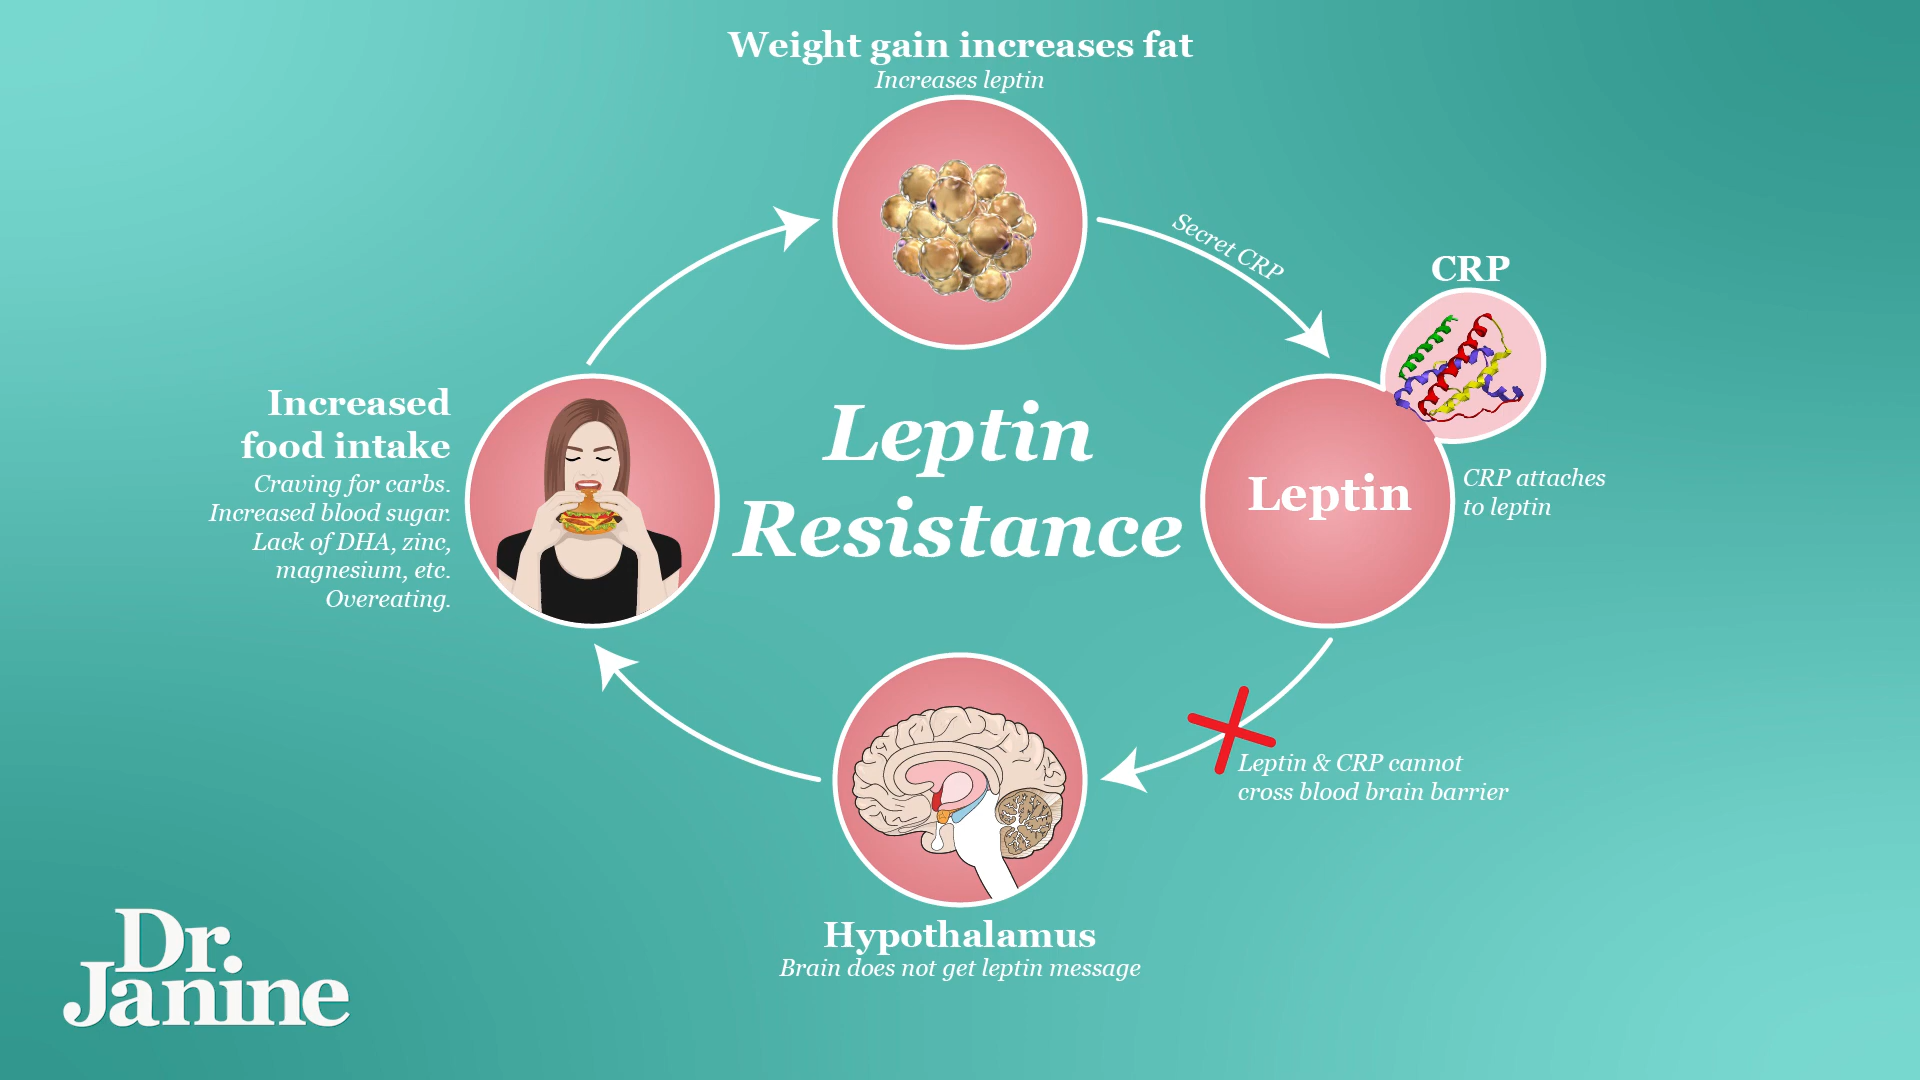 Weight gain increases fat
Increases leptin
Secret CRP
CRP
Increased
food intake
Craving for carbs.
Increased blood sugar.
Lack of DHA, zinc,
magnesium, etc.
Overeating.
Leptin
Resistance
Leptin
CRP attaches
to leptin
Leptin & CRP cannot
cross blood brain barrier
Hypothalamus
Brain does not get leptin message
Dr.
Janine